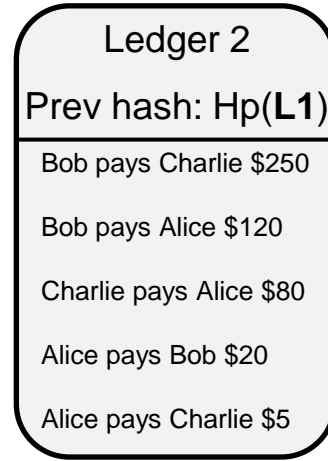 Ledger 2
Prev hash: Hp(L1)
Bob pays Charlie $250
Bob pays Alice $120
Charlie pays Alice $80
Alice pays Bob $20
Alice pays Charlie $5